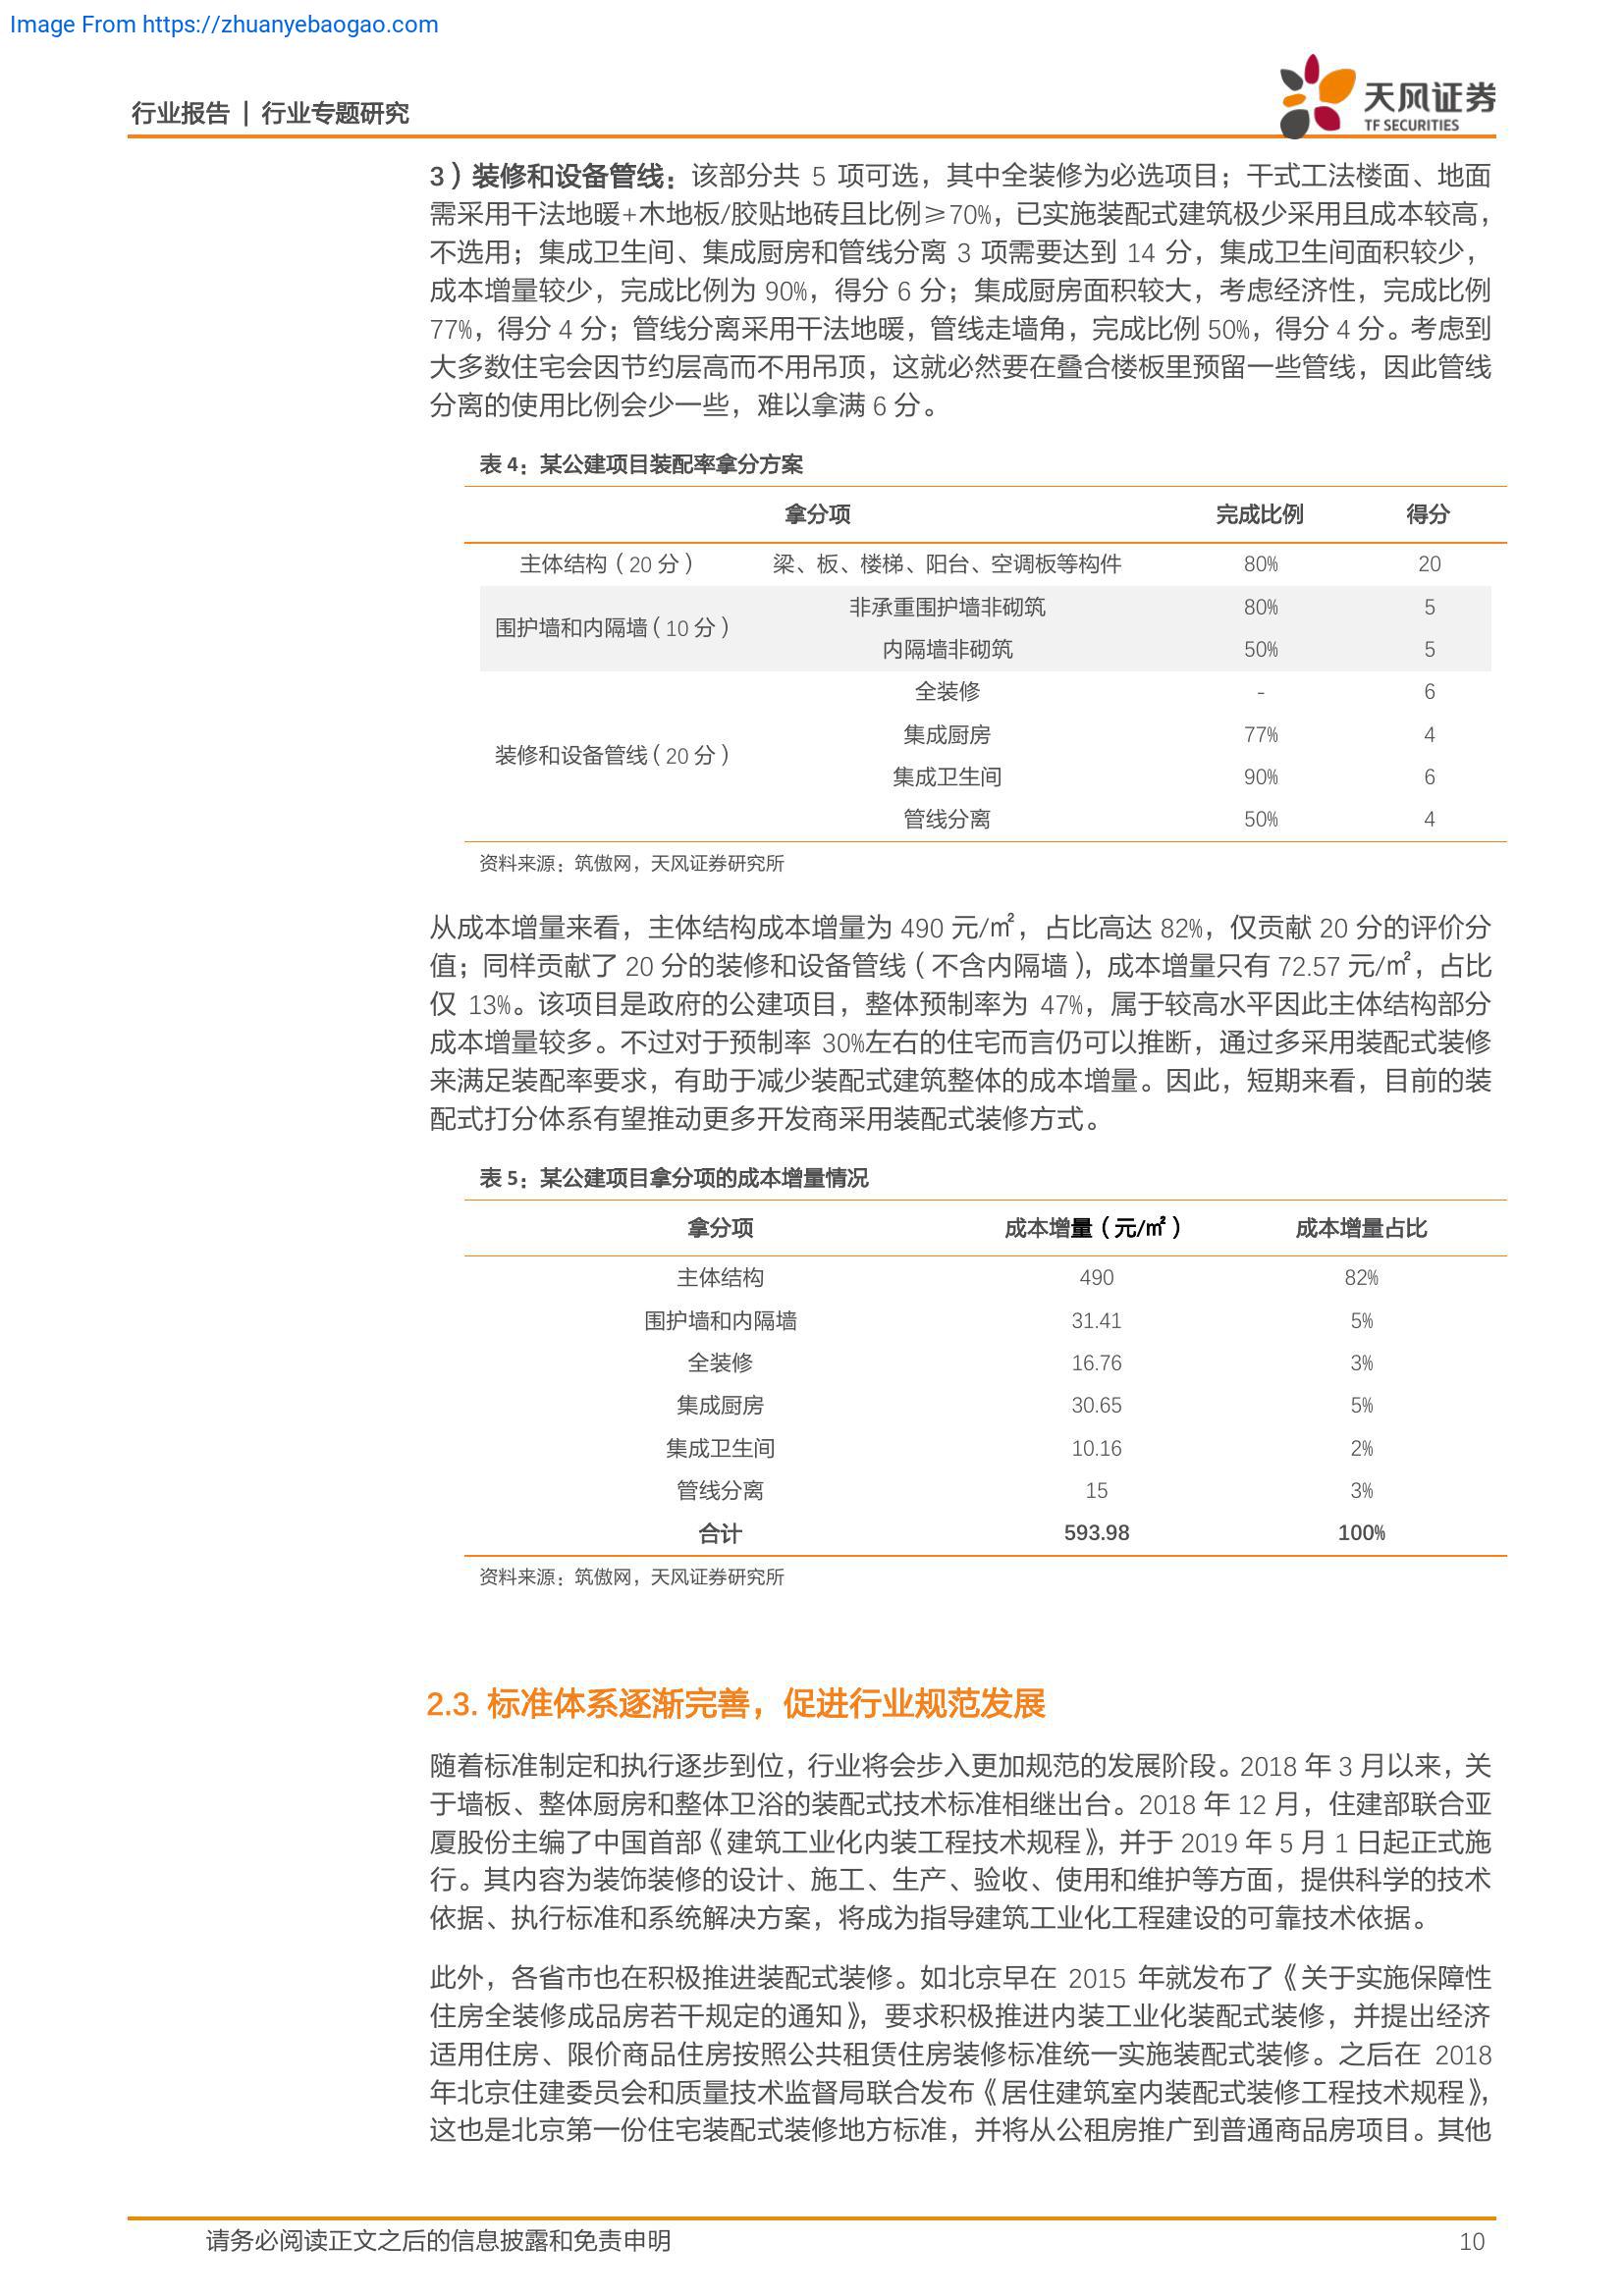 Image From https://zhuanyebaogao.com
行业报告 | 行业专题研究
天风证券
TF SECURITIES
3）装修和设备管线：该部分共 5 项可选，其中全装修为必选项目；干式工法楼面、地面
需采用干法地暖+木地板/胶贴地砖且比例≥70%，已实施装配式建筑极少采用且成本较高，
不选用；集成卫生间、集成厨房和管线分离 3 项需要达到 14 分，集成卫生间面积较少，
成本增量较少，完成比例为 90%，得分 6 分；集成厨房面积较大，考虑经济性，完成比例
77%，得分 4 分；管线分离采用干法地暖，管线走墙角，完成比例 50%，得分 4 分。考虑到
大多数住宅会因节约层高而不用吊顶，这就必然要在叠合楼板里预留一些管线，因此管线
分离的使用比例会少一些，难以拿满 6 分。
表 4：某公建项目装配率拿分方案
拿分项 完成比例 得分
主体结构（20 分） 梁、板、楼梯、阳台、空调板等构件 80% 20
围护墙和内隔墙（10 分） 非承重围护墙非砌筑 80% 5
内隔墙非砌筑 50% 5
装修和设备管线（20 分） 全装修 - 6
集成厨房 77% 4
集成卫生间 90% 6
管线分离 50% 4
资料来源：筑傲网，天风证券研究所
从成本增量来看，主体结构成本增量为 490 元/㎡，占比高达 82%，仅贡献 20 分的评价分
值；同样贡献了 20 分的装修和设备管线（不含内隔墙），成本增量只有 72.57 元/㎡，占比
仅 13%。该项目是政府的公建项目，整体预制率为 47%，属于较高水平因此主体结构部分
成本增量较多。不过对于预制率 30%左右的住宅而言仍可以推断，通过多采用装配式装修
来满足装配率要求，有助于减少装配式建筑整体的成本增量。因此，短期来看，目前的装
配式打分体系有望推动更多开发商采用装配式装修方式。
表 5：某公建项目拿分项的成本增量情况
拿分项 成本增量（元/㎡） 成本增量占比
主体结构 490 82%
围护墙和内隔墙 31.41 5%
全装修 16.76 3%
集成厨房 30.65 5%
集成卫生间 10.16 2%
管线分离 15 3%
合计 593.98 100%
资料来源：筑傲网，天风证券研究所
2.3. 标准体系逐渐完善，促进行业规范发展
随着标准制定和执行逐步到位，行业将会步入更加规范的发展阶段。2018 年 3 月以来，关
于墙板、整体厨房和整体卫浴的装配式技术标准相继出台。2018 年 12 月，住建部联合亚
厦股份主编了中国首部《建筑工业化内装工程技术规程》，并于 2019 年 5 月 1 日起正式施
行。其内容为装饰装修的设计、施工、生产、验收、使用和维护等方面，提供科学的技术
依据、执行标准和系统解决方案，将成为指导建筑工业化工程建设的可靠技术依据。
此外，各省市也在积极推进装配式装修。如北京早在 2015 年就发布了《关于实施保障性
住房全装修成品房若干规定的通知》，要求积极推进内装工业化装配式装修，并提出经济
适用住房、限价商品住房按照公共租赁住房装修标准统一实施装配式装修。之后在 2018
年北京住建委员会和质量技术监督局联合发布《居住建筑室内装配式装修工程技术规程》，
这也是北京第一份住宅装配式装修地方标准，并将从公租房推广到普通商品房项目。其他
请务必阅读正文之后的信息披露和免责申明 10